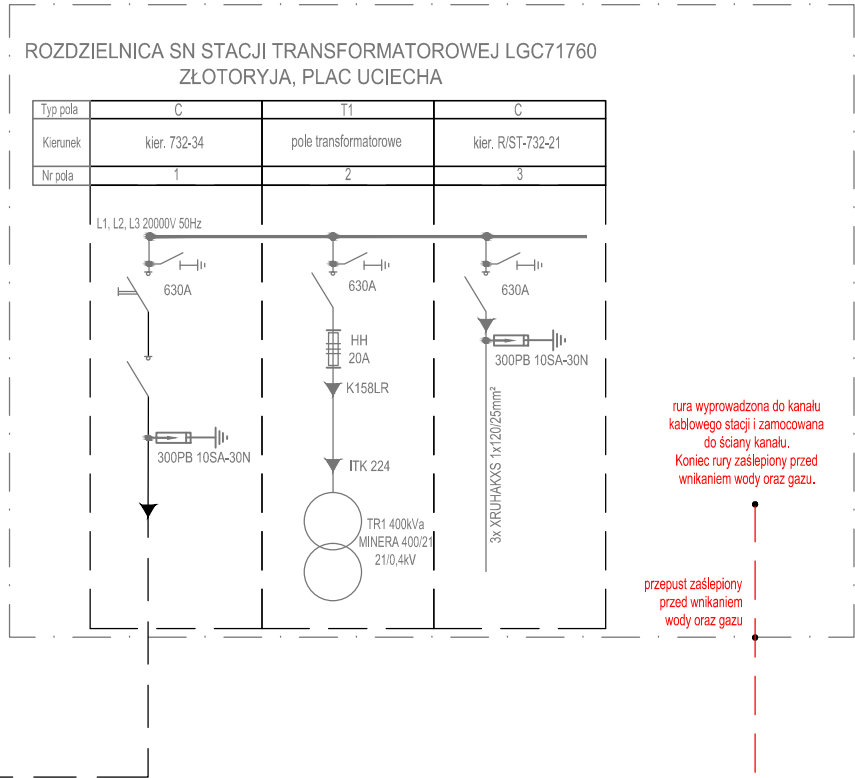 ROZDZIELNICA SN STACJI TRANSFORMATOROWEJ LGC71760
ZŁOTORYJA, PLAC UCIECHA
Typ pola C T1 C
Kierunek kier. 732-34 pole transformatorowe kier. R/ST-732-21
Nr pola 1 2 3
L1, L2, L3 20000V 50Hz
630A
630A
630A
HH
20A
300PB 10SA-30N
K158LR
3x XRUHAKXS 1x120/25mm²
300PB 10SA-30N
ITK 224
TR1 400kVa
MINERA 400/21
21/0,4kV
rura wyprowadzona do kanału
kablowego stacji i zamocowana
do ściany kanału.
Koniec rury zaślepiony przed
wnikaniem wody oraz gazu.
przepust zaślepiony
przed wnikaniem
wody oraz gazu